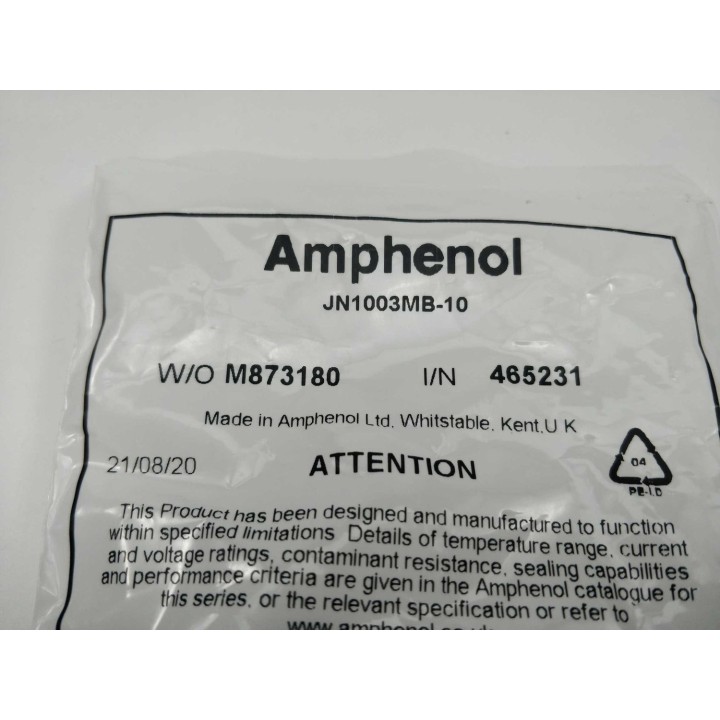 Amphenol
JN1003MB-10
W/O M873180 I/N 465231
Made in Amphenol Ltd, Whitstable, Kent,U K
21/08/20 ATTENTION
04
PE-LD
This Product has been designed and manufactured to function
within specified limitations Details of temperature range, current
and voltage ratings, contaminant resistance, sealing capabilities
and performance criteria are given in the Amphenol catalogue for
this series, or the relevant specification or refer to